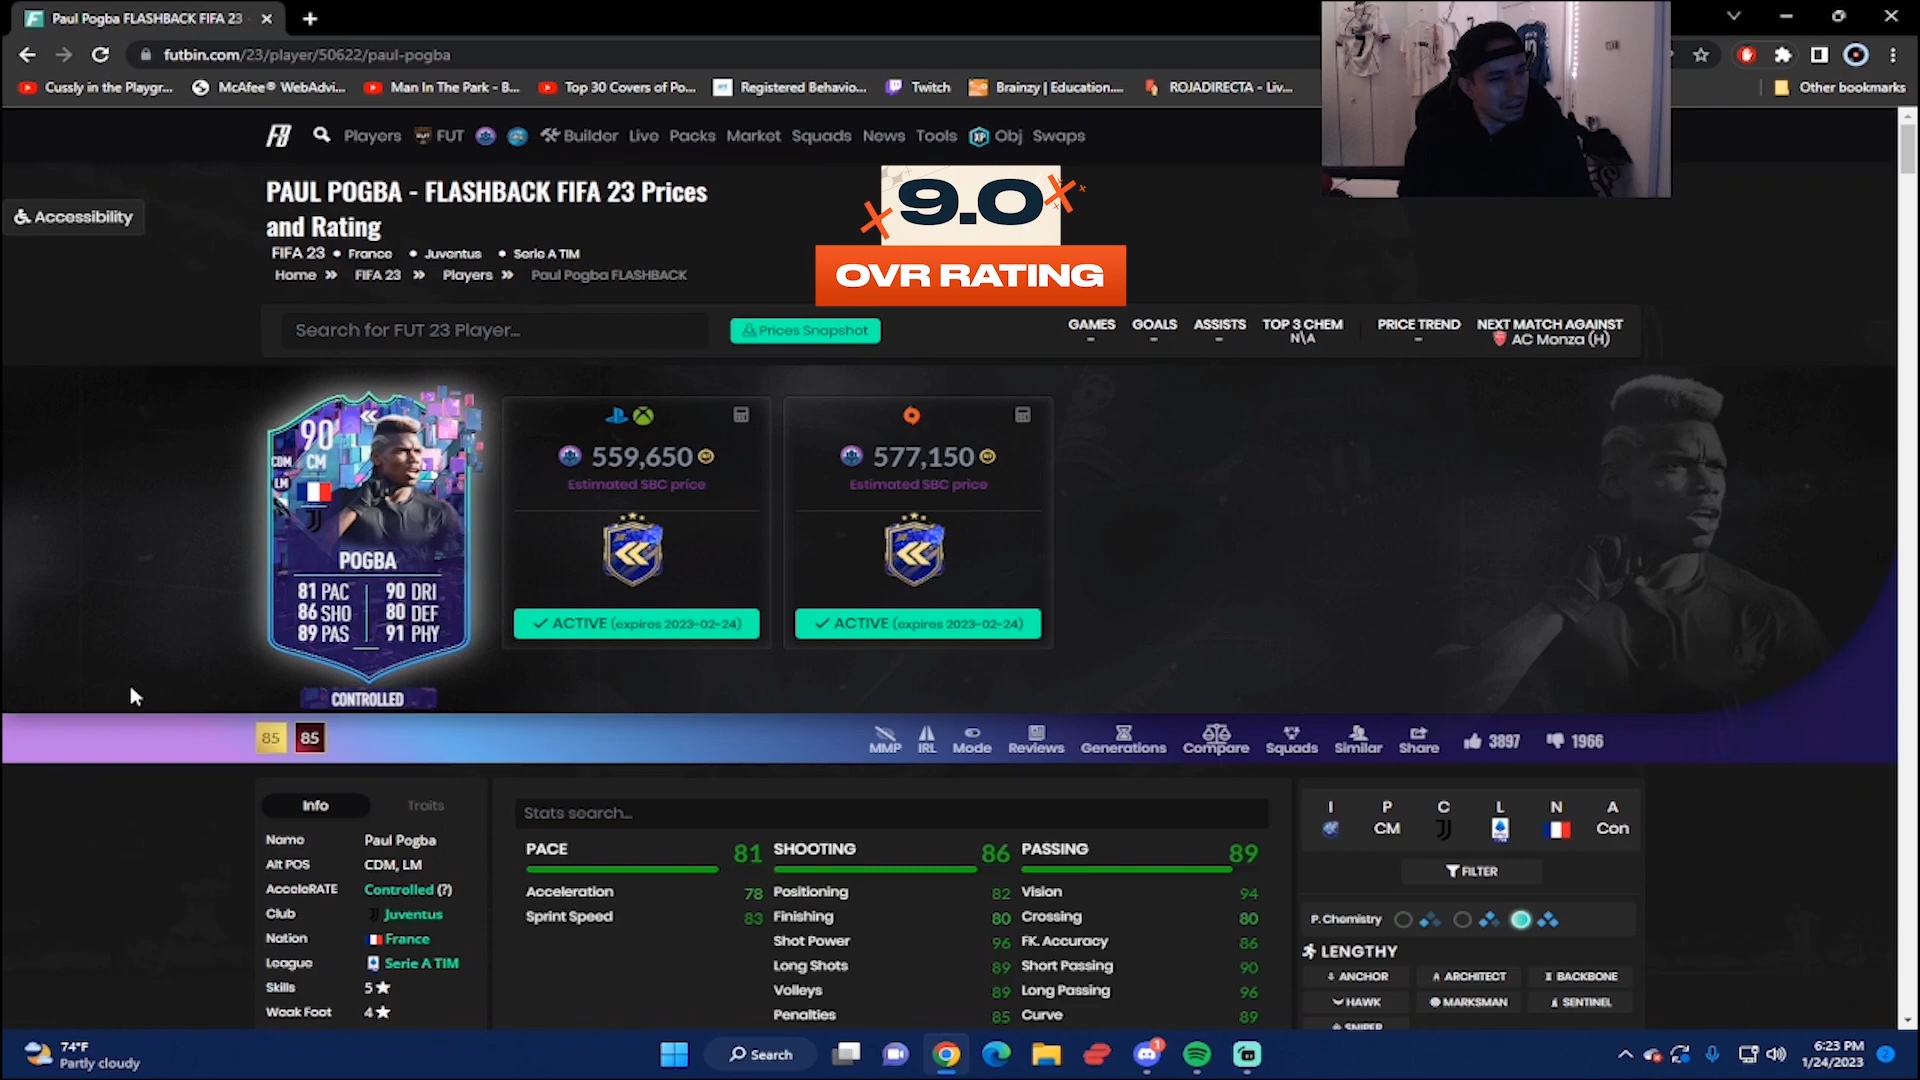 Paul Pogba FLASHBACK FIFA 23
futbin.com/23/player/50622/paul-pogba
Cussly in the Playgr...
McAfee® WebAdvi...
Man In The Park - B...
Top 30 Covers of Po...
Registered Behavio...
Twitch
Brainzy | Education....
ROJADIRECTA - Liv...
Other bookmarks
Players FUT Builder Live Packs Market Squads News Tools Obj Swaps
Accessibility
PAUL POGBA - FLASHBACK FIFA 23 Prices
and Rating
FIFA 23 • France • Juventus • Serie A TIM
Home » FIFA 23 » Players » Paul Pogba FLASHBACK
9.0
OVR RATING
Search for FUT 23 Player...
Prices Snapshot
GAMES
-
GOALS
-
ASSISTS
-
TOP 3 CHEM
N\A
PRICE TREND
-
NEXT MATCH AGAINST
AC Monza (H)
90
CM
CDM
LM
POGBA
81 PAC 90 DRI
86 SHO 80 DEF
89 PAS 91 PHY
CONTROLLED
559,650
Estimated SBC price
ACTIVE (expires 2023-02-24)
577,150
Estimated SBC price
ACTIVE (expires 2023-02-24)
85 85
MMP IRL Mode Reviews Generations Compare Squads Similar Share 3897 1966
Info Traits
Name Paul Pogba
Alt POS CDM, LM
AcceleRATE Controlled (?)
Club Juventus
Nation France
League Serie A TIM
Skills 5★
Weak Foot 4★
Stats search...
PACE 81
Acceleration 78
Sprint Speed 83
SHOOTING 86
Positioning 82
Finishing 80
Shot Power 96
Long Shots 89
Volleys 89
Penalties 85
PASSING 89
Vision 94
Crossing 80
FK. Accuracy 86
Short Passing 90
Long Passing 96
Curve 89
I P C L N A
CM Con
FILTER
P. Chemistry
LENGTHY
ANCHOR ARCHITECT BACKBONE
HAWK MARKSMAN SENTINEL
SNIPER
74°F
Partly cloudy
Search
1
6:23 PM
1/24/2023
2